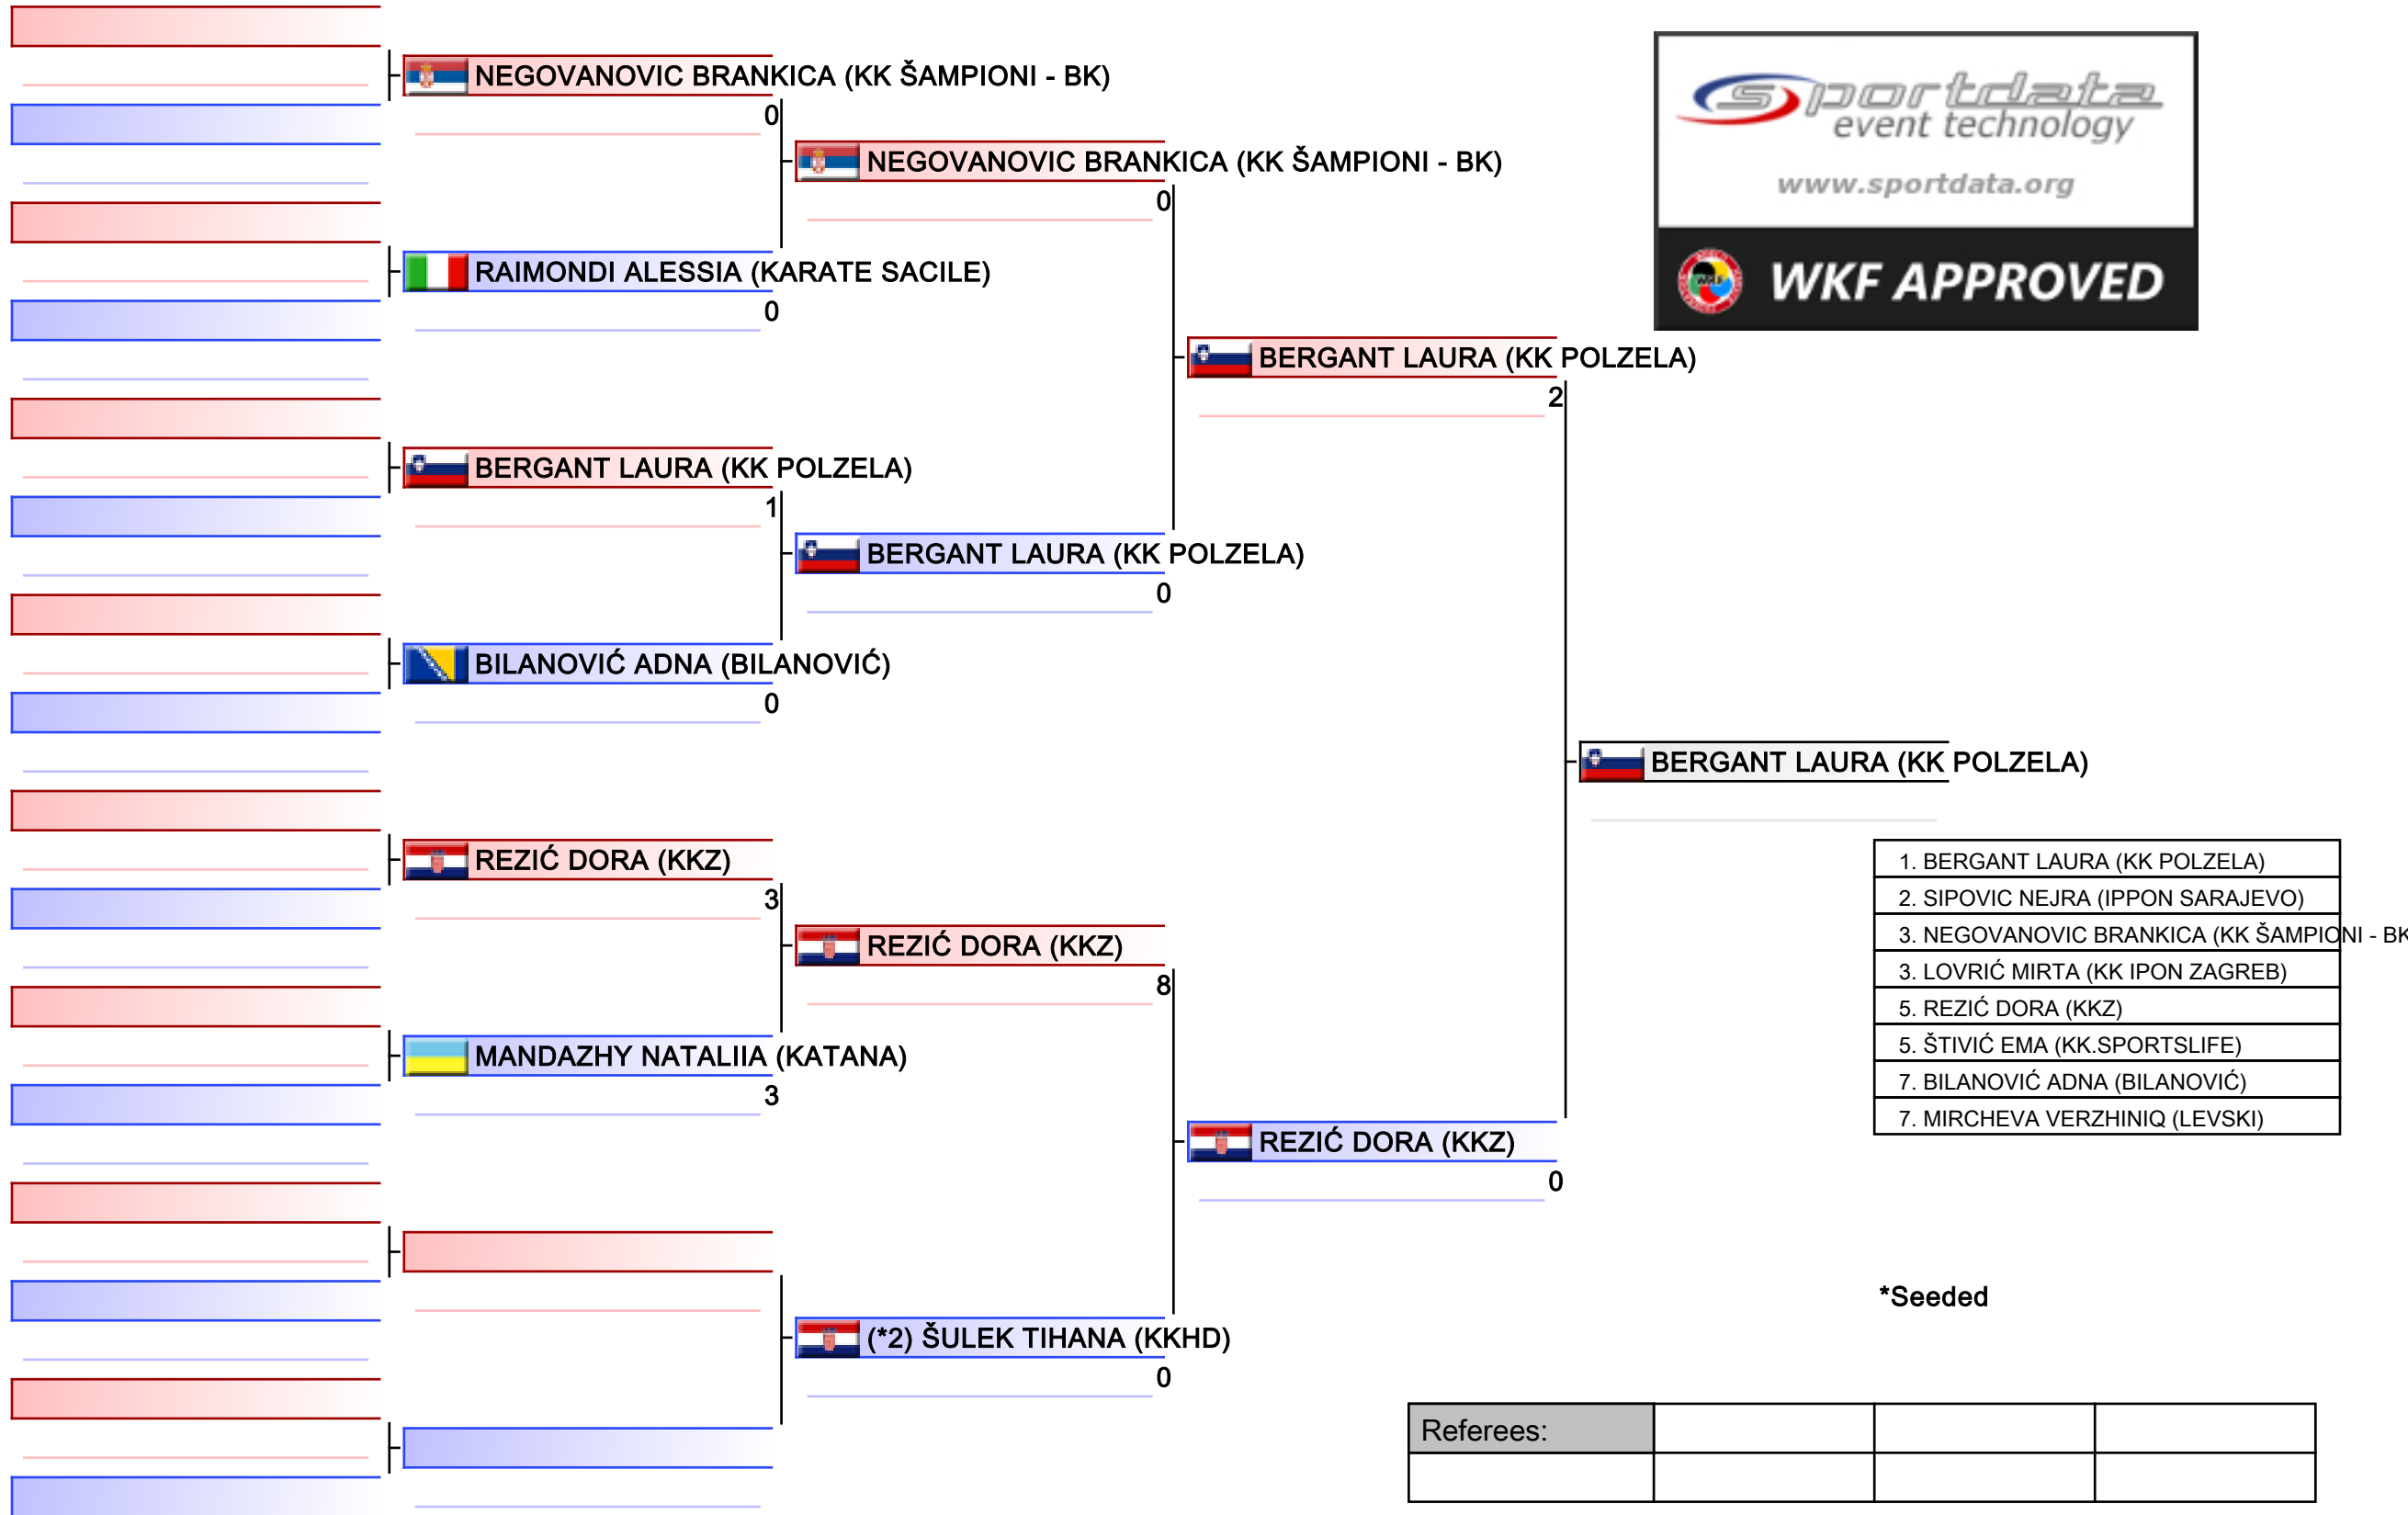 NEGOVANOVIC BRANKICA (KK ŠAMPIONI - BK)
0
NEGOVANOVIC BRANKICA (KK ŠAMPIONI - BK)
0
RAIMONDI ALESSIA (KARATE SACILE)
0
BERGANT LAURA (KK POLZELA)
2
BERGANT LAURA (KK POLZELA)
1
BERGANT LAURA (KK POLZELA)
0
BILANOVIĆ ADNA (BILANOVIĆ)
0
BERGANT LAURA (KK POLZELA)
REZIĆ DORA (KKZ)
3
REZIĆ DORA (KKZ)
8
MANDAZHY NATALIIA (KATANA)
3
REZIĆ DORA (KKZ)
0
(*2) ŠULEK TIHANA (KKHD)
0
sportdata
event technology
www.sportdata.org
WKF
WKF APPROVED
1. BERGANT LAURA (KK POLZELA)
2. SIPOVIC NEJRA (IPPON SARAJEVO)
3. NEGOVANOVIC BRANKICA (KK ŠAMPIONI - BK
3. LOVRIĆ MIRTA (KK IPON ZAGREB)
5. REZIĆ DORA (KKZ)
5. ŠTIVIĆ EMA (KK.SPORTSLIFE)
7. BILANOVIĆ ADNA (BILANOVIĆ)
7. MIRCHEVA VERZHINIQ (LEVSKI)
*Seeded
Referees: